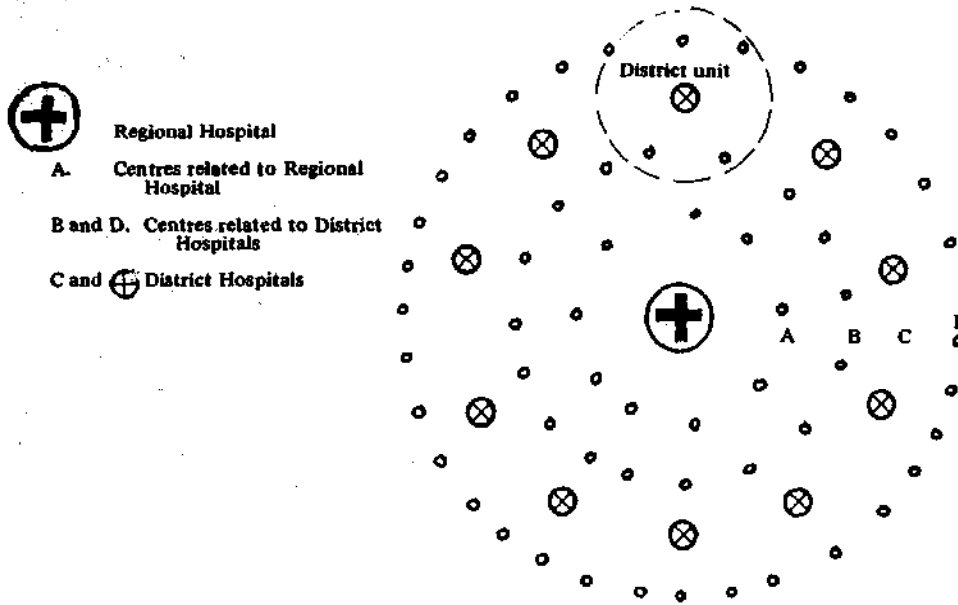 District unit
Regional Hospital
A. Centres related to Regional
Hospital
B and D. Centres related to District
Hospitals
C and District Hospitals
A B C